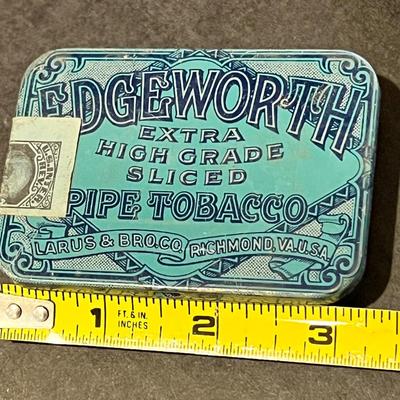 EDGEWORTH
EXTRA
HIGH GRADE
SLICED
PIPE TOBACCO
LARUS & BRO.CO. RICHMOND, VA. U.S.A.
1 FT. & IN. INCHES 2 3